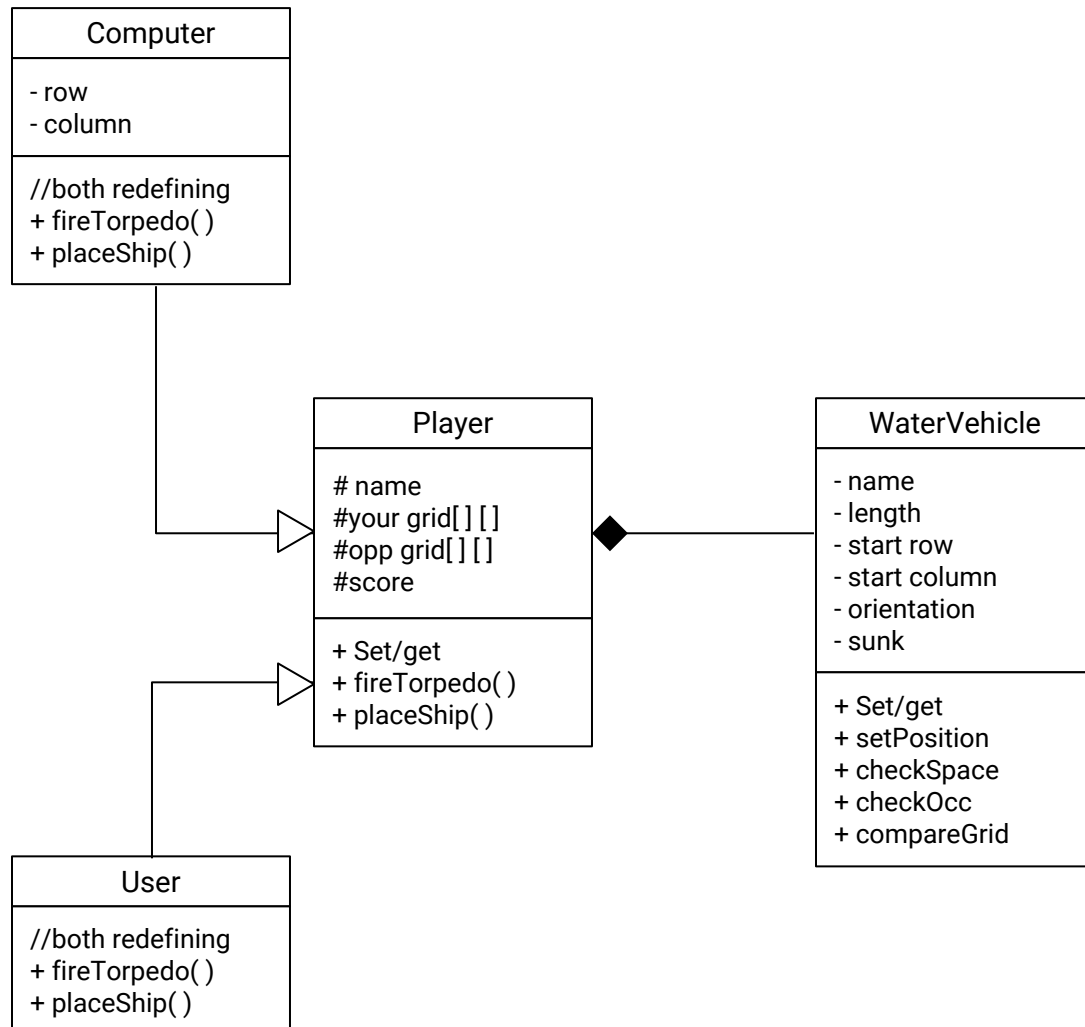 Computer
- row
- column
//both redefining
+ fireTorpedo( )
+ placeShip( )
Player
# name
#your grid[ ] [ ]
#opp grid[ ] [ ]
#score
+ Set/get
+ fireTorpedo( )
+ placeShip( )
WaterVehicle
- name
- length
- start row
- start column
- orientation
- sunk
+ Set/get
+ setPosition
+ checkSpace
+ checkOcc
+ compareGrid
User
//both redefining
+ fireTorpedo( )
+ placeShip( )